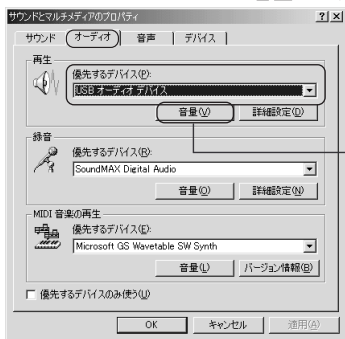 サウンドとマルチメディアのプロパティ ? ×
サウンド オーディオ 音声 デバイス
再生
優先するデバイス(P):
USB オーディオ デバイス
音量(V) 詳細設定(D)
録音
優先するデバイス(R):
SoundMAX Digital Audio
音量(O) 詳細設定(N)
MIDI 音楽の再生
優先するデバイス(E):
Microsoft GS Wavetable SW Synth
音量(L) バージョン情報(B)
優先するデバイスのみ使う(U)
OK キャンセル 適用(A)